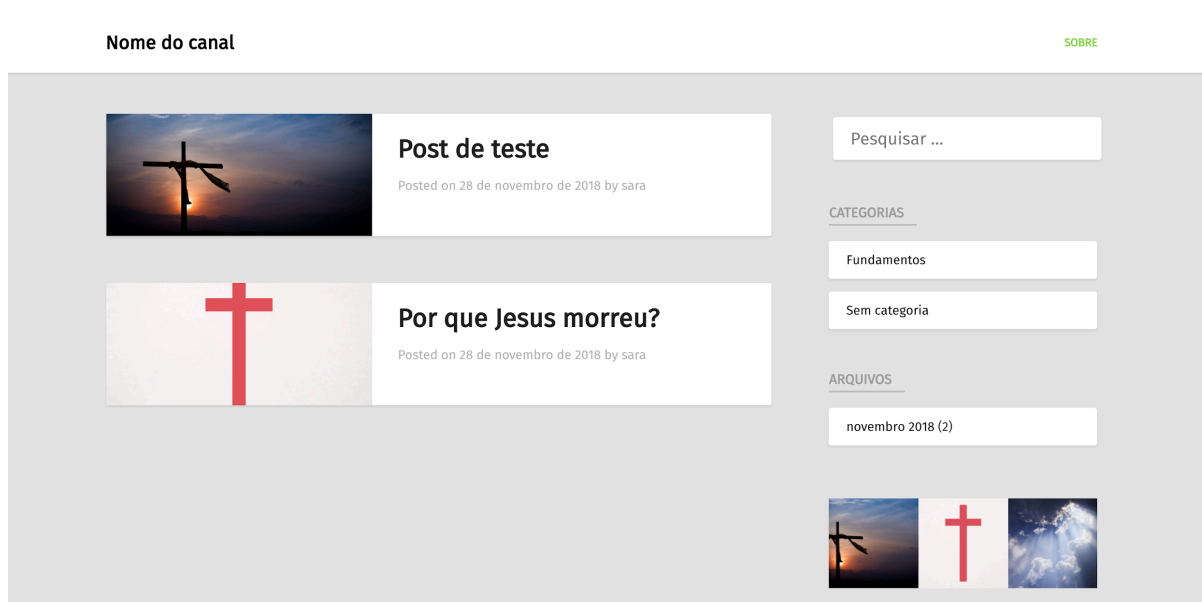 Nome do canal
SOBRE
Post de teste
Posted on 28 de novembro de 2018 by sara
Por que Jesus morreu?
Posted on 28 de novembro de 2018 by sara
Pesquisar ...
CATEGORIAS
Fundamentos
Sem categoria
ARQUIVOS
novembro 2018 (2)